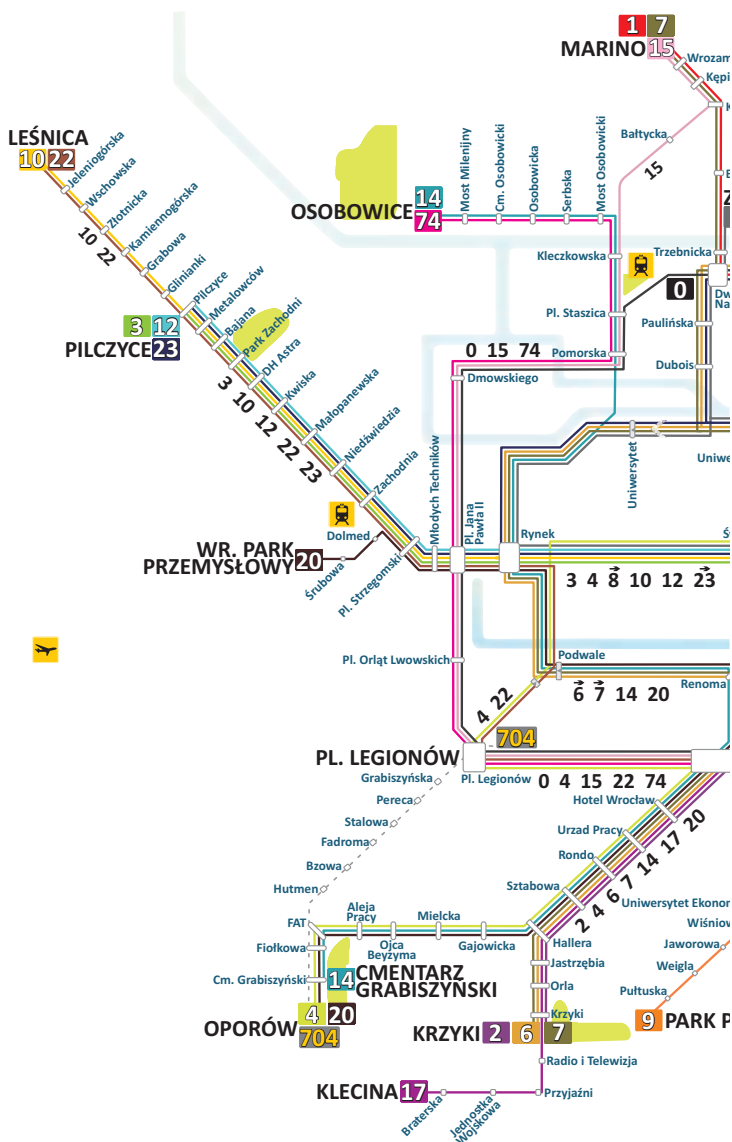 1 7
MARINO 15
Wrozam
Kępi
K
Bałtycka
15
LEŚNICA
10 22
Jeleniogórska
Wschowska
Złotnicka
Kamiennogórska
Grabowa
Glinianki
10 22
Pilczyce
Metalowców
Bajana
Park Zachodni
DH Astra
Kwiska
Małopanewska
Niedźwiedzia
Zachodnia
3 12
PILCZYCE 23
3 10 12 22 23
Most Milenijny
Cm. Osobowicki
Osobowicka
Serbska
Most Osobowicki
14
OSOBOWICE 74
Kleczkowska
Trzebnicka
Z
0
Dw
Na
Pl. Staszica
Paulińska
0 15 74
Pomorska
Dubois
Dmowskiego
Uniwersytet
Uniwe
Młodych Techników
Pl. Jana
Pawła II
Rynek
Dolmed
WR. PARK
PRZEMYSŁOWY 20
Śrubowa
Pl. Strzegomski
3 4 8 10 12 23
Pl. Orląt Lwowskich
Podwale
4 22
6 7 14 20
Renoma
704
PL. LEGIONÓW
Pl. Legionów
0 4 15 22 74
Grabiszyńska
Pereca
Stalowa
Fadroma
Bzowa
Hutmen
Hotel Wrocław
Urzad Pracy
Rondo
Sztabowa
2 4 6 7 14 17 20
FAT
Aleja
Pracy
Ojca
Beyzyma
Mielcka
Gajowicka
Hallera
Uniwersytet Ekonor
Wiśniow
Jaworowa
Weigla
Pułtuska
9 PARK P
Fiołkowa
Cm. Grabiszyński
14 CMENTARZ
GRABISZYŃSKI
Jastrzębia
Orla
Krzyki
OPORÓW 4 20
704
KRZYKI 2 6 7
Radio i Telewizja
KLECINA 17
Przyjaźni
Braterska
Jednostka
Wojskowa